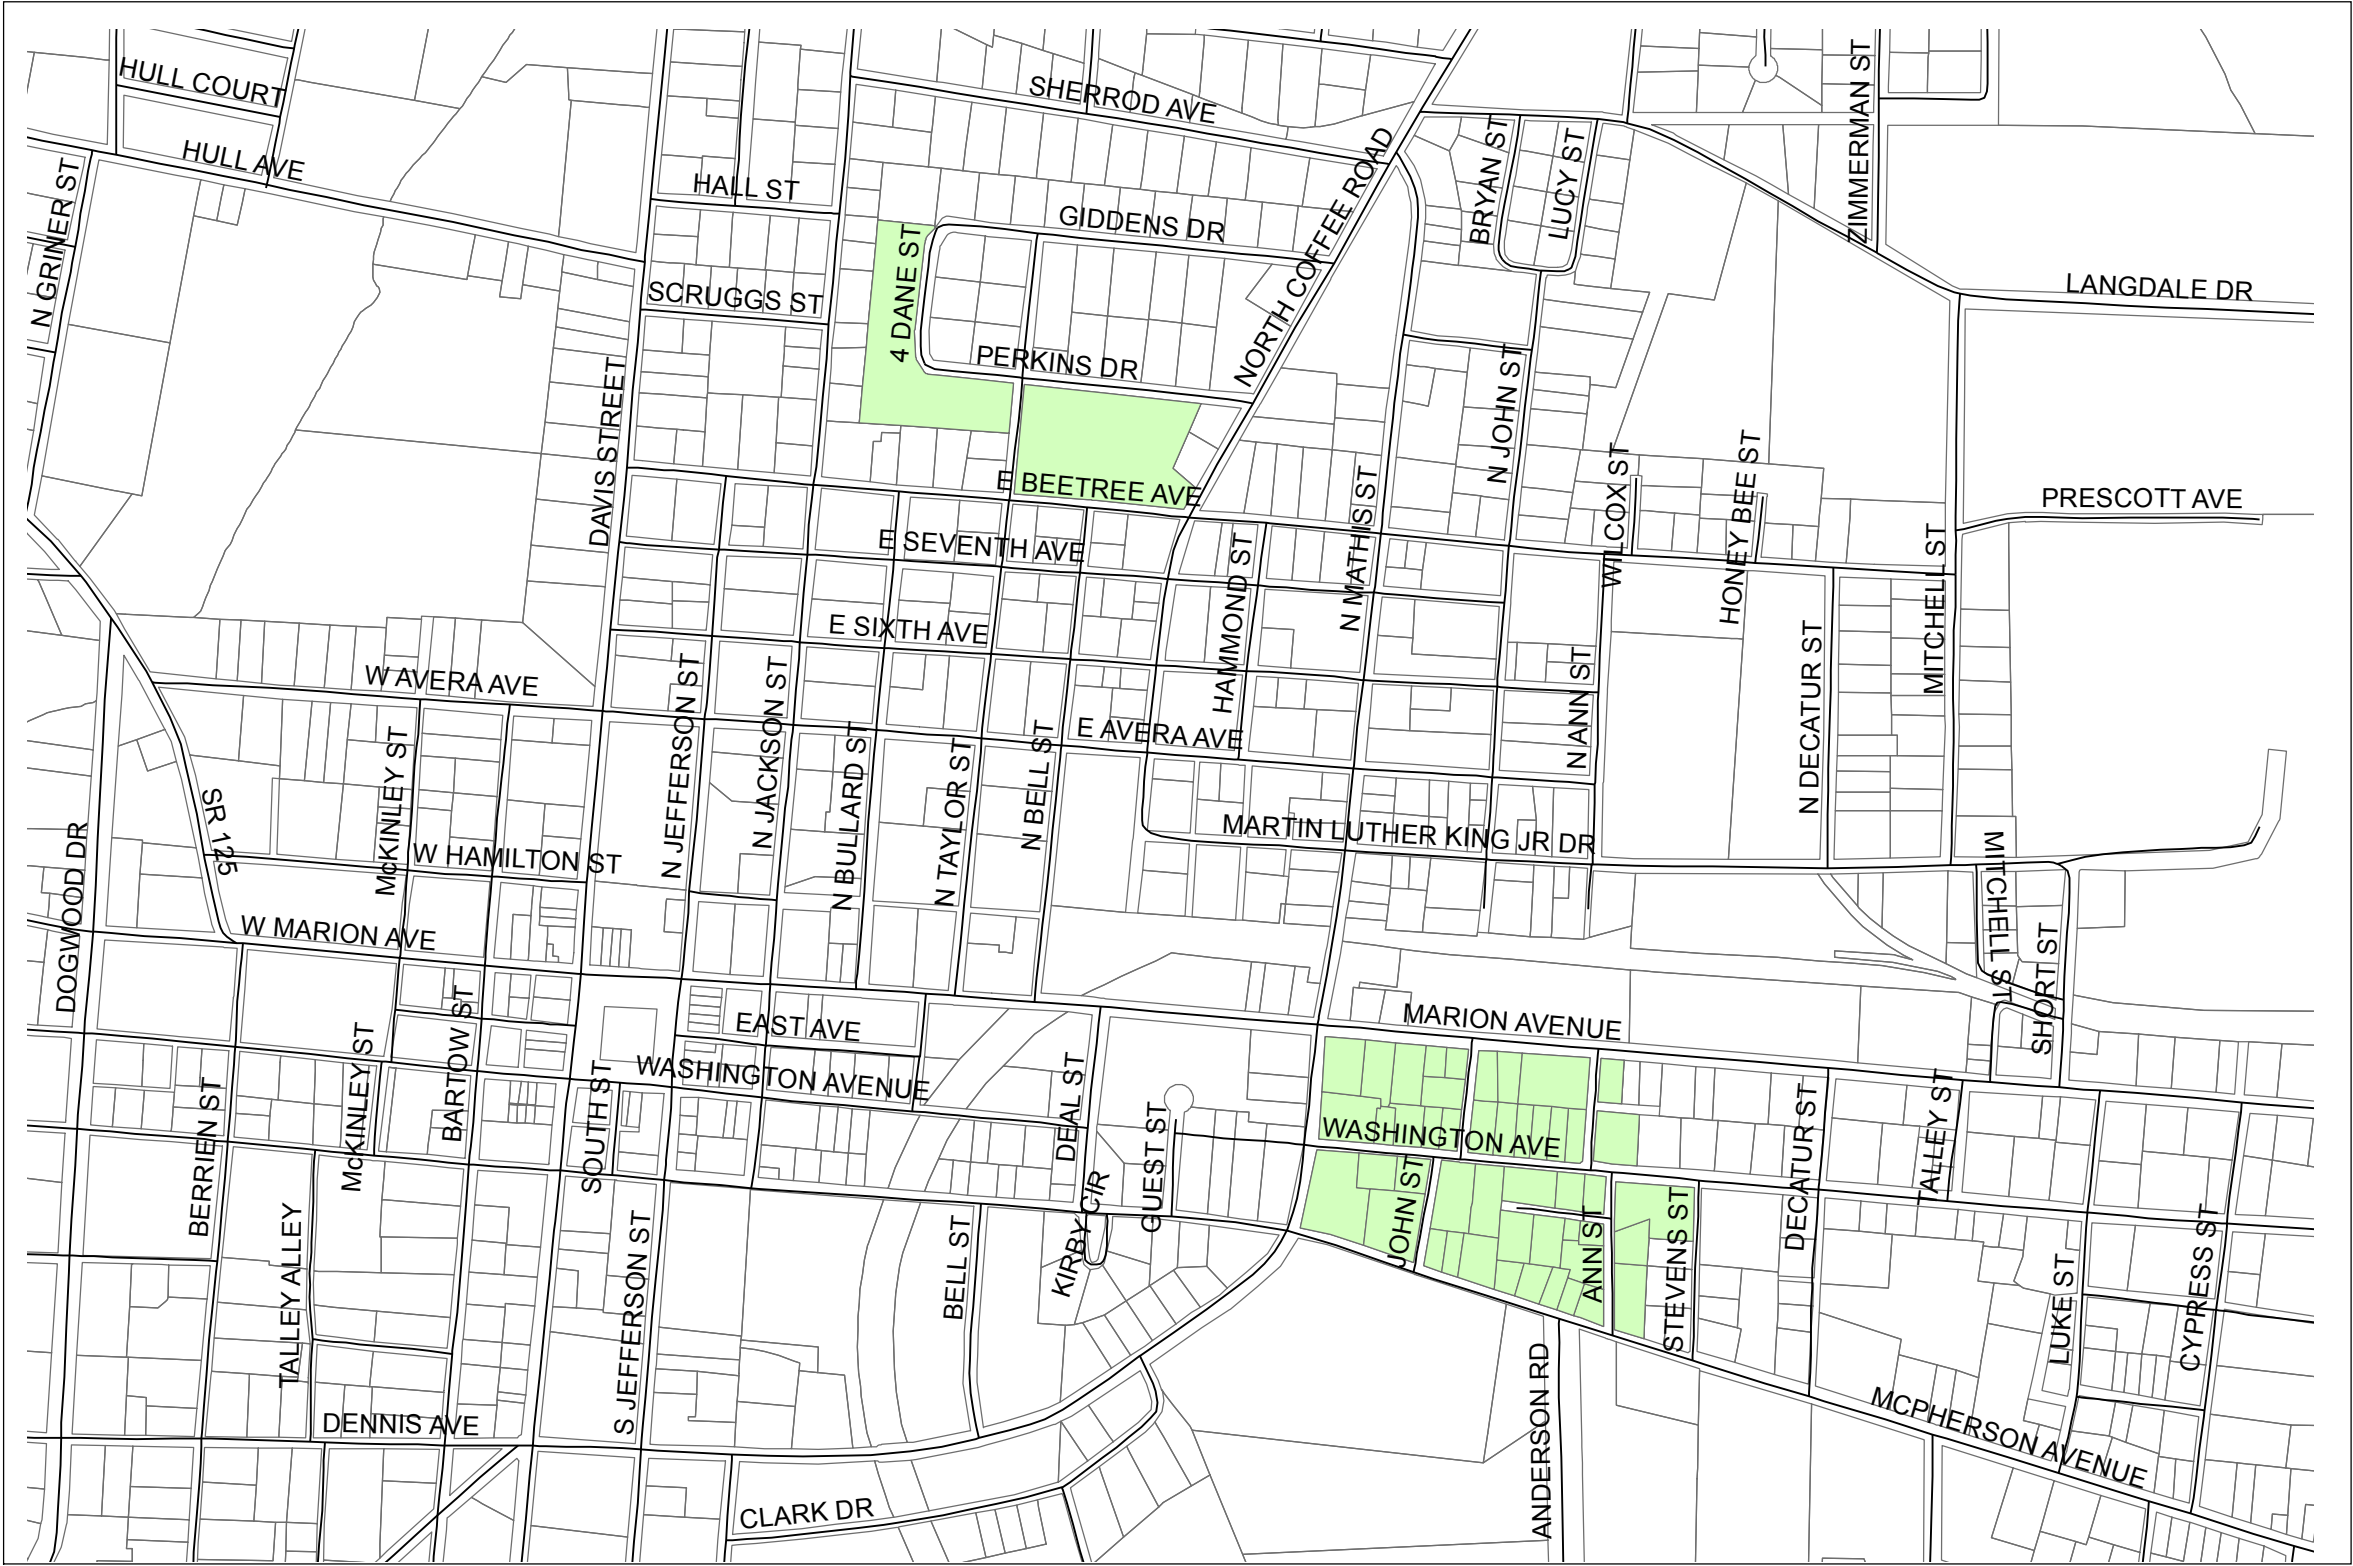 HULL COURT
SHERROD AVE
HULL AVE
N GRINER ST
HALL ST
GIDDENS DR
NORTH COFFEE ROAD
BRYAN ST
LUCY ST
ZIMMERMAN ST
SCRUGGS ST
4 DANE ST
LANGDALE DR
PERKINS DR
DAVIS STREET
N JOHN ST
E BEETREE AVE
WILCOX ST
HONEY BEE ST
PRESCOTT AVE
N MATHIS ST
E SEVENTH AVE
HAMMOND ST
MITCHELL ST
E SIXTH AVE
W AVERA AVE
N JEFFERSON ST
N JACKSON ST
N ANN ST
N DECATUR ST
McKINLEY ST
N BULLARD ST
N TAYLOR ST
N BELL ST
E AVERA AVE
SR 125
W HAMILTON ST
MARTIN LUTHER KING JR DR
DOGWOOD DR
W MARION AVE
MITCHELL ST
SHORT ST
BARTOW ST
EAST AVE
MARION AVENUE
McKINLEY ST
SOUTH ST
WASHINGTON AVENUE
DEAL ST
BERRIEN ST
GUEST ST
WASHINGTON AVE
DECATUR ST
TALLEY ST
TALLEY ALLEY
S JEFFERSON ST
BELL ST
KIRBY CIR
JOHN ST
ANN ST
STEVENS ST
LUKE ST
CYPRESS ST
DENNIS AVE
ANDERSON RD
MCPHERSON AVENUE
CLARK DR